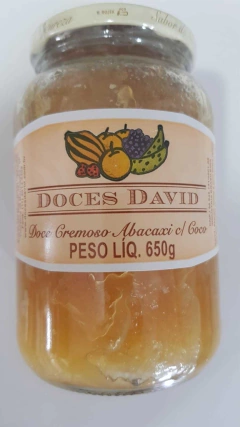 DOCES DAVID
Doce Cremoso Abacaxi c/ Coco
PESO LÍQ. 650g